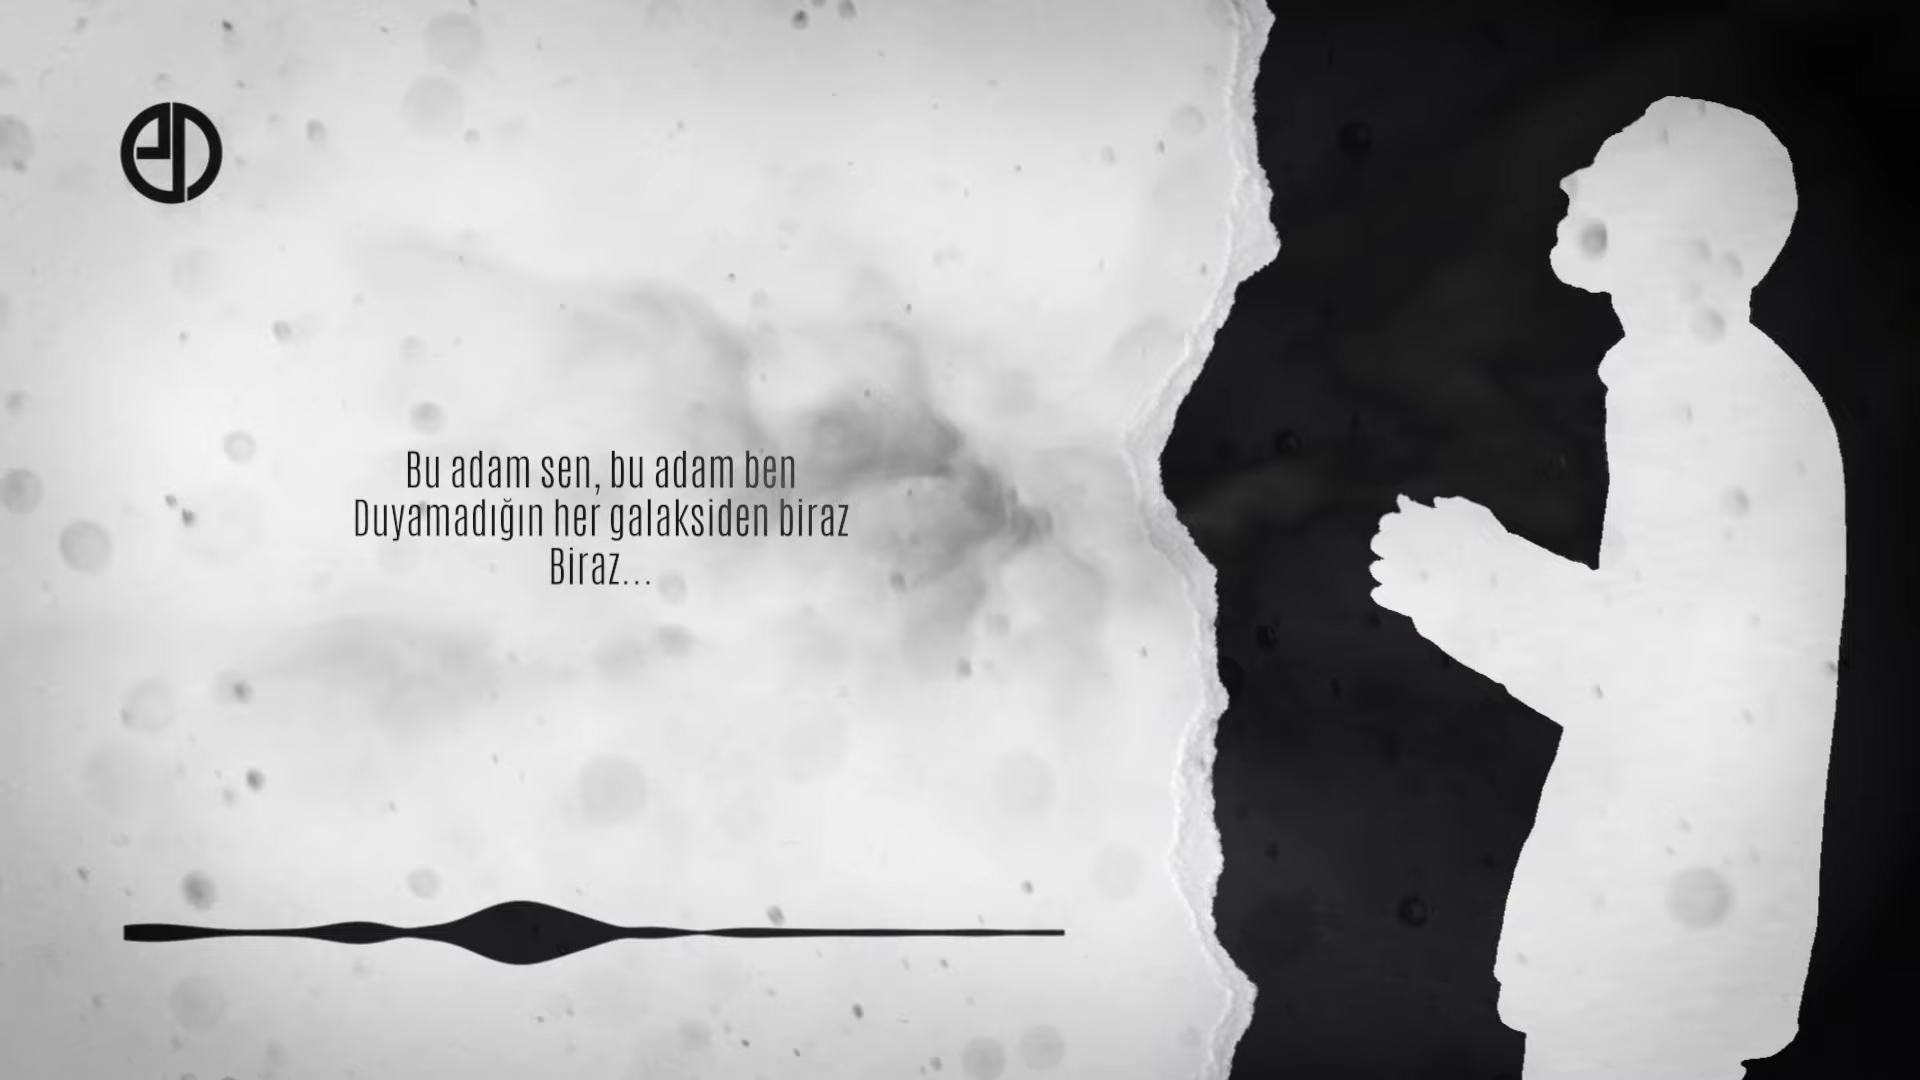 Bu adam sen, bu adam ben
Duyamadığın her galaksiden biraz
Biraz...